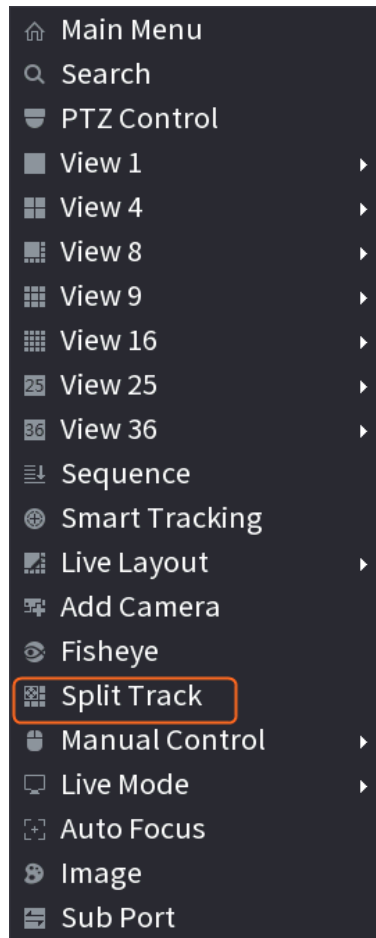 Main Menu
Search
PTZ Control
View 1
View 4
View 8
View 9
View 16
25 View 25
36 View 36
Sequence
Smart Tracking
Live Layout
Add Camera
Fisheye
Split Track
Manual Control
Live Mode
Auto Focus
Image
Sub Port